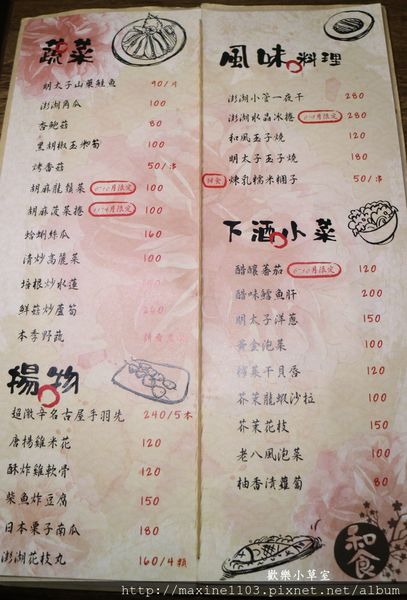 蔬菜
明太子山藥鮭魚 90/片
澎湖角瓜 100
杏鮑菇 80
黑胡椒玉米筍 100
烤香菇 50/串
胡麻龍鬚菜 100
胡麻菠菜捲 100
蛤蜊絲瓜 160
清炒高麗菜 100
培根炒水蓮
鮮菇炒蘆筍
本季野蔬
揚物
超激辛名古屋手羽先 240/5本
唐揚雞米花 120
酥炸雞軟骨 120
柴魚炸豆腐 150
日本栗子南瓜 180
澎湖花枝丸 160/4顆
風味料理
澎湖小管一夜干 280
澎湖水晶冰捲 280
和風玉子燒 120
明太子玉子燒 180
煉乳糯米糰子 50/串
下酒小菜
醋釀蕃茄 120
醋味鱈魚肝 200
明太子洋蔥 150
黃金泡菜 100
干貝唇 120
芥茉龍蝦沙拉 100
芥茉花枝 150
老八風泡菜 100
柚香漬蘿蔔 80
和食
歡樂小草室
http://maxine1103.pixnet.net/album